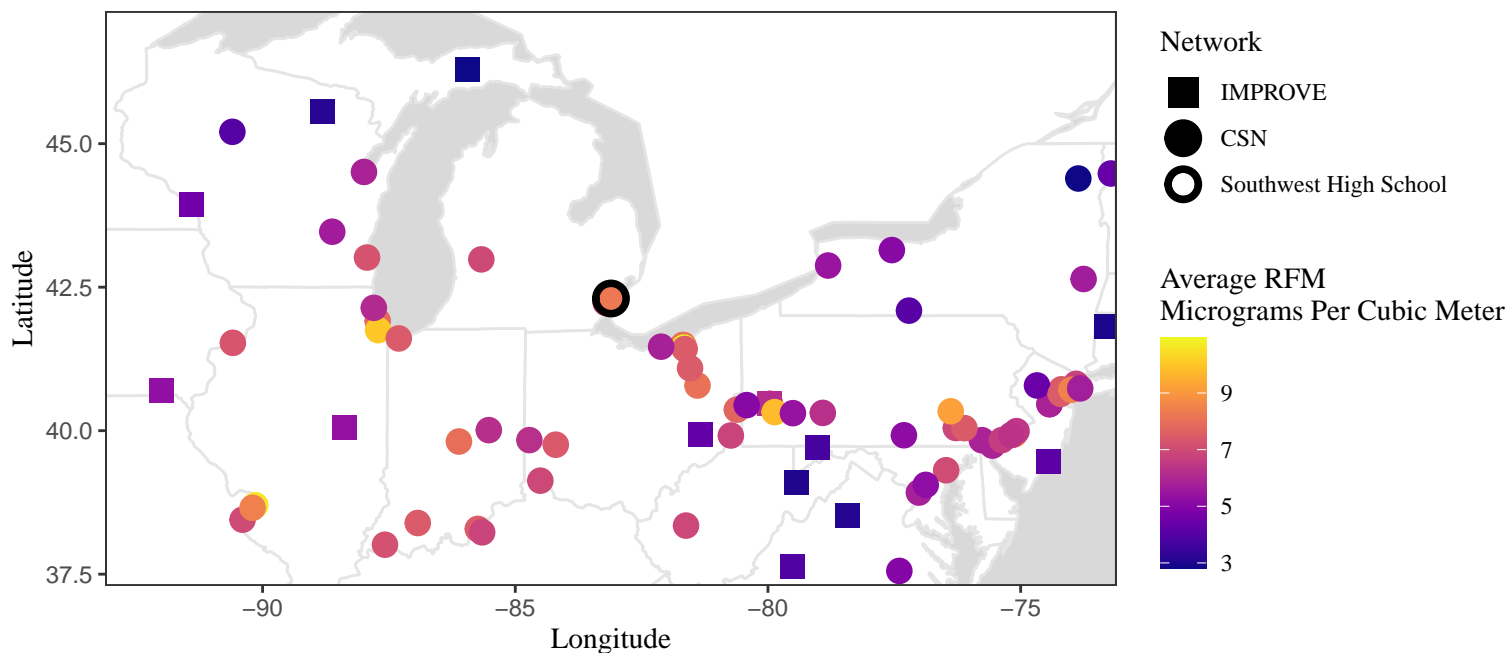 45.0
42.5
40.0
37.5
Latitude
−90
−85
−80
−75
Longitude
Network
IMPROVE
CSN
Southwest High School
Average RFM
Micrograms Per Cubic Meter
9
7
5
3